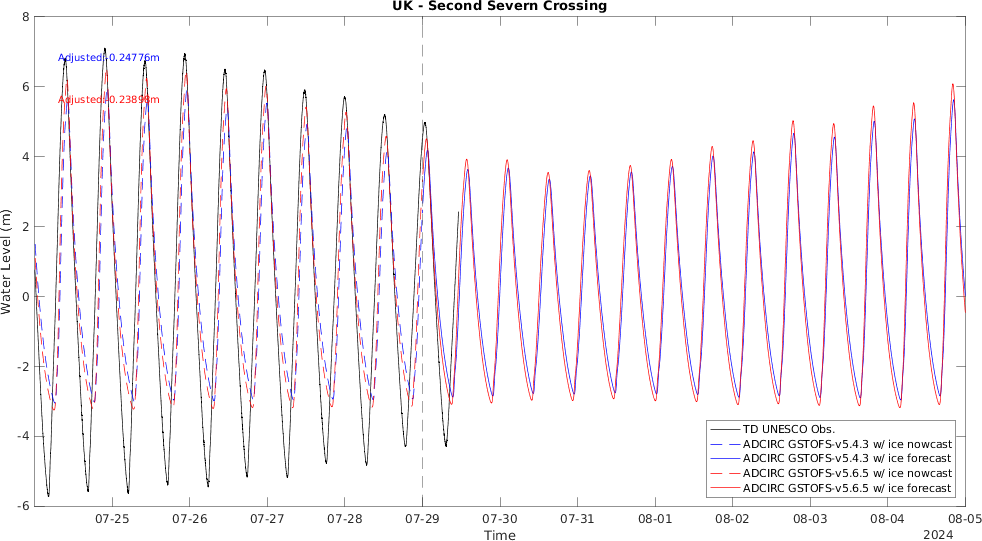 UK - Second Severn Crossing
8
6
4
2
0
-2
-4
-6
Water Level (m)
Adjusted-0.24776m
07-25
07-26
07-27
07-28
07-29
07-30
07-31
08-01
08-02
08-03
08-04
08-05
Time
2024
TD UNESCO Obs.
ADCIRC GSTOFS-v5.4.3 w/ ice nowcast
ADCIRC GSTOFS-v5.4.3 w/ ice forecast
ADCIRC GSTOFS-v5.6.5 w/ ice nowcast
ADCIRC GSTOFS-v5.6.5 w/ ice forecast